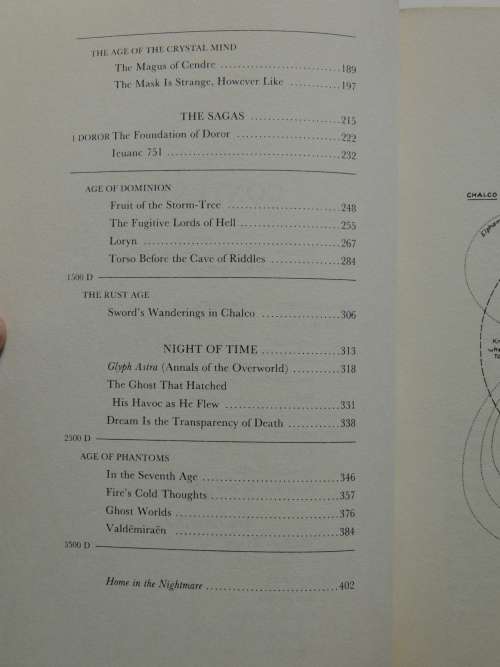 THE AGE OF THE CRYSTAL MIND
The Magus of Cendre ....................... 189
The Mask Is Strange, However Like ........... 197
THE SAGAS .................. 215
1 DOROR The Foundation of Doror .................... 222
Ieuanc 751 ................................. 232
AGE OF DOMINION
Fruit of the Storm-Tree ...................... 248
The Fugitive Lords of Hell .................... 255
Loryn ..................................... 267
Torso Before the Cave of Riddles .............. 284
1500 D
THE RUST AGE
Sword's Wanderings in Chalco ................ 306
NIGHT OF TIME ................ 313
Glyph Astra (Annals of the Overworld) .......... 318
The Ghost That Hatched
His Havoc as He Flew ...................... 331
Dream Is the Transparency of Death ........... 338
2500 D
AGE OF PHANTOMS
In the Seventh Age .......................... 346
Fire's Cold Thoughts ......................... 357
Ghost Worlds ............................... 376
Valdëmiraën ................................ 384
3500 D
Home in the Nightmare ........................... 402
CHALCO